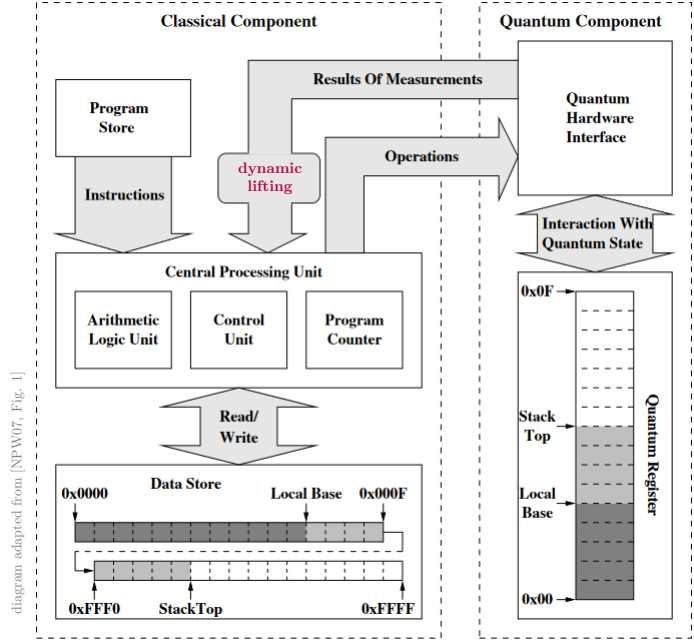 Classical Component
Quantum Component
Program
Store
Results Of Measurements
Quantum
Hardware
Interface
dynamic
lifting
Operations
Instructions
Interaction With
Quantum State
Central Processing Unit
Arithmetic
Logic Unit
Control
Unit
Program
Counter
0x0F
Stack
Top
Local
Base
0x00
Quantum Register
Read/
Write
Data Store
0x0000
Local Base
0x000F
0xFFF0
StackTop
0xFFFF
diagram adapted from [NPW07, Fig. 1]